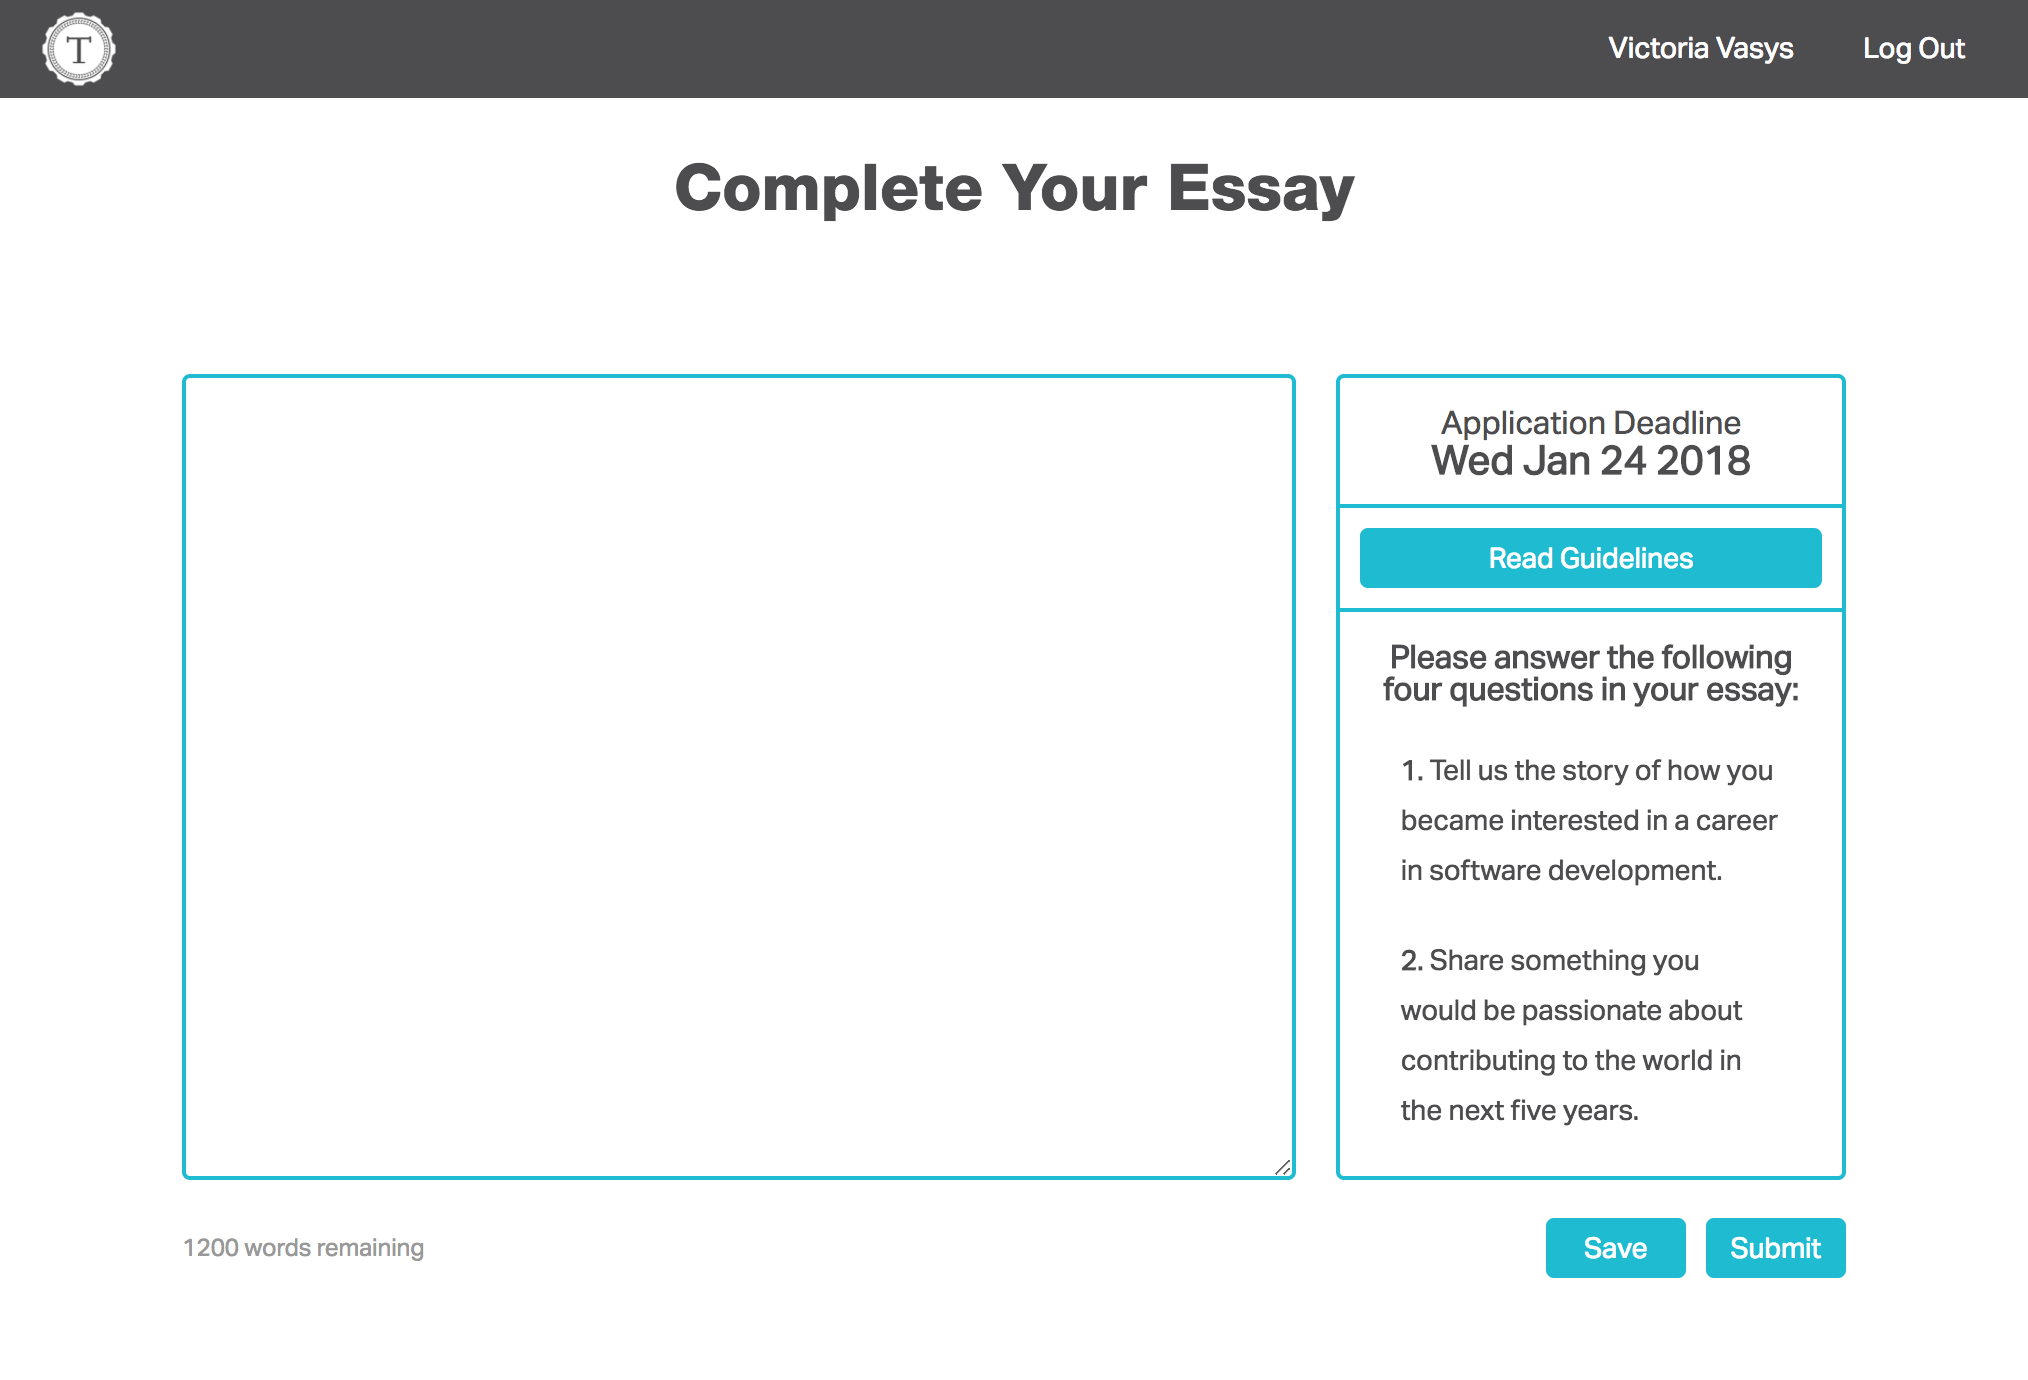 T
Victoria Vasys
Log Out
Complete Your Essay
Application Deadline
Wed Jan 24 2018
Read Guidelines
Please answer the following
four questions in your essay:
1. Tell us the story of how you
became interested in a career
in software development.
2. Share something you
would be passionate about
contributing to the world in
the next five years.
1200 words remaining
Save
Submit